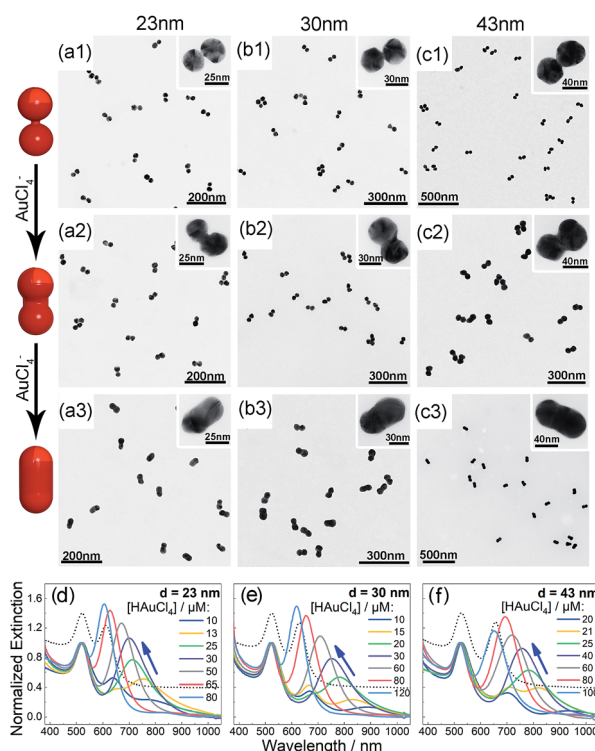 23nm 30nm 43nm
(a1) 25nm 200nm
(b1) 30nm 300nm
(c1) 40nm 500nm
AuCl4-
(a2) 25nm 200nm
(b2) 30nm 300nm
(c2) 40nm 300nm
AuCl4-
(a3) 25nm 200nm
(b3) 30nm 300nm
(c3) 40nm 500nm
Normalized Extinction
1.6
1.2
0.8
0.4
0.0
(d) d = 23 nm
[HAuCl4] / µM:
10
13
25
30
50
65
80
400 500 600 700 800 900 1000
(e) d = 30 nm
[HAuCl4] / µM:
10
15
20
30
60
80
120
400 500 600 700 800 900 1000
(f) d = 43 nm
[HAuCl4] / µM:
20
21
25
40
60
80
100
400 500 600 700 800 900 1000
Wavelength / nm